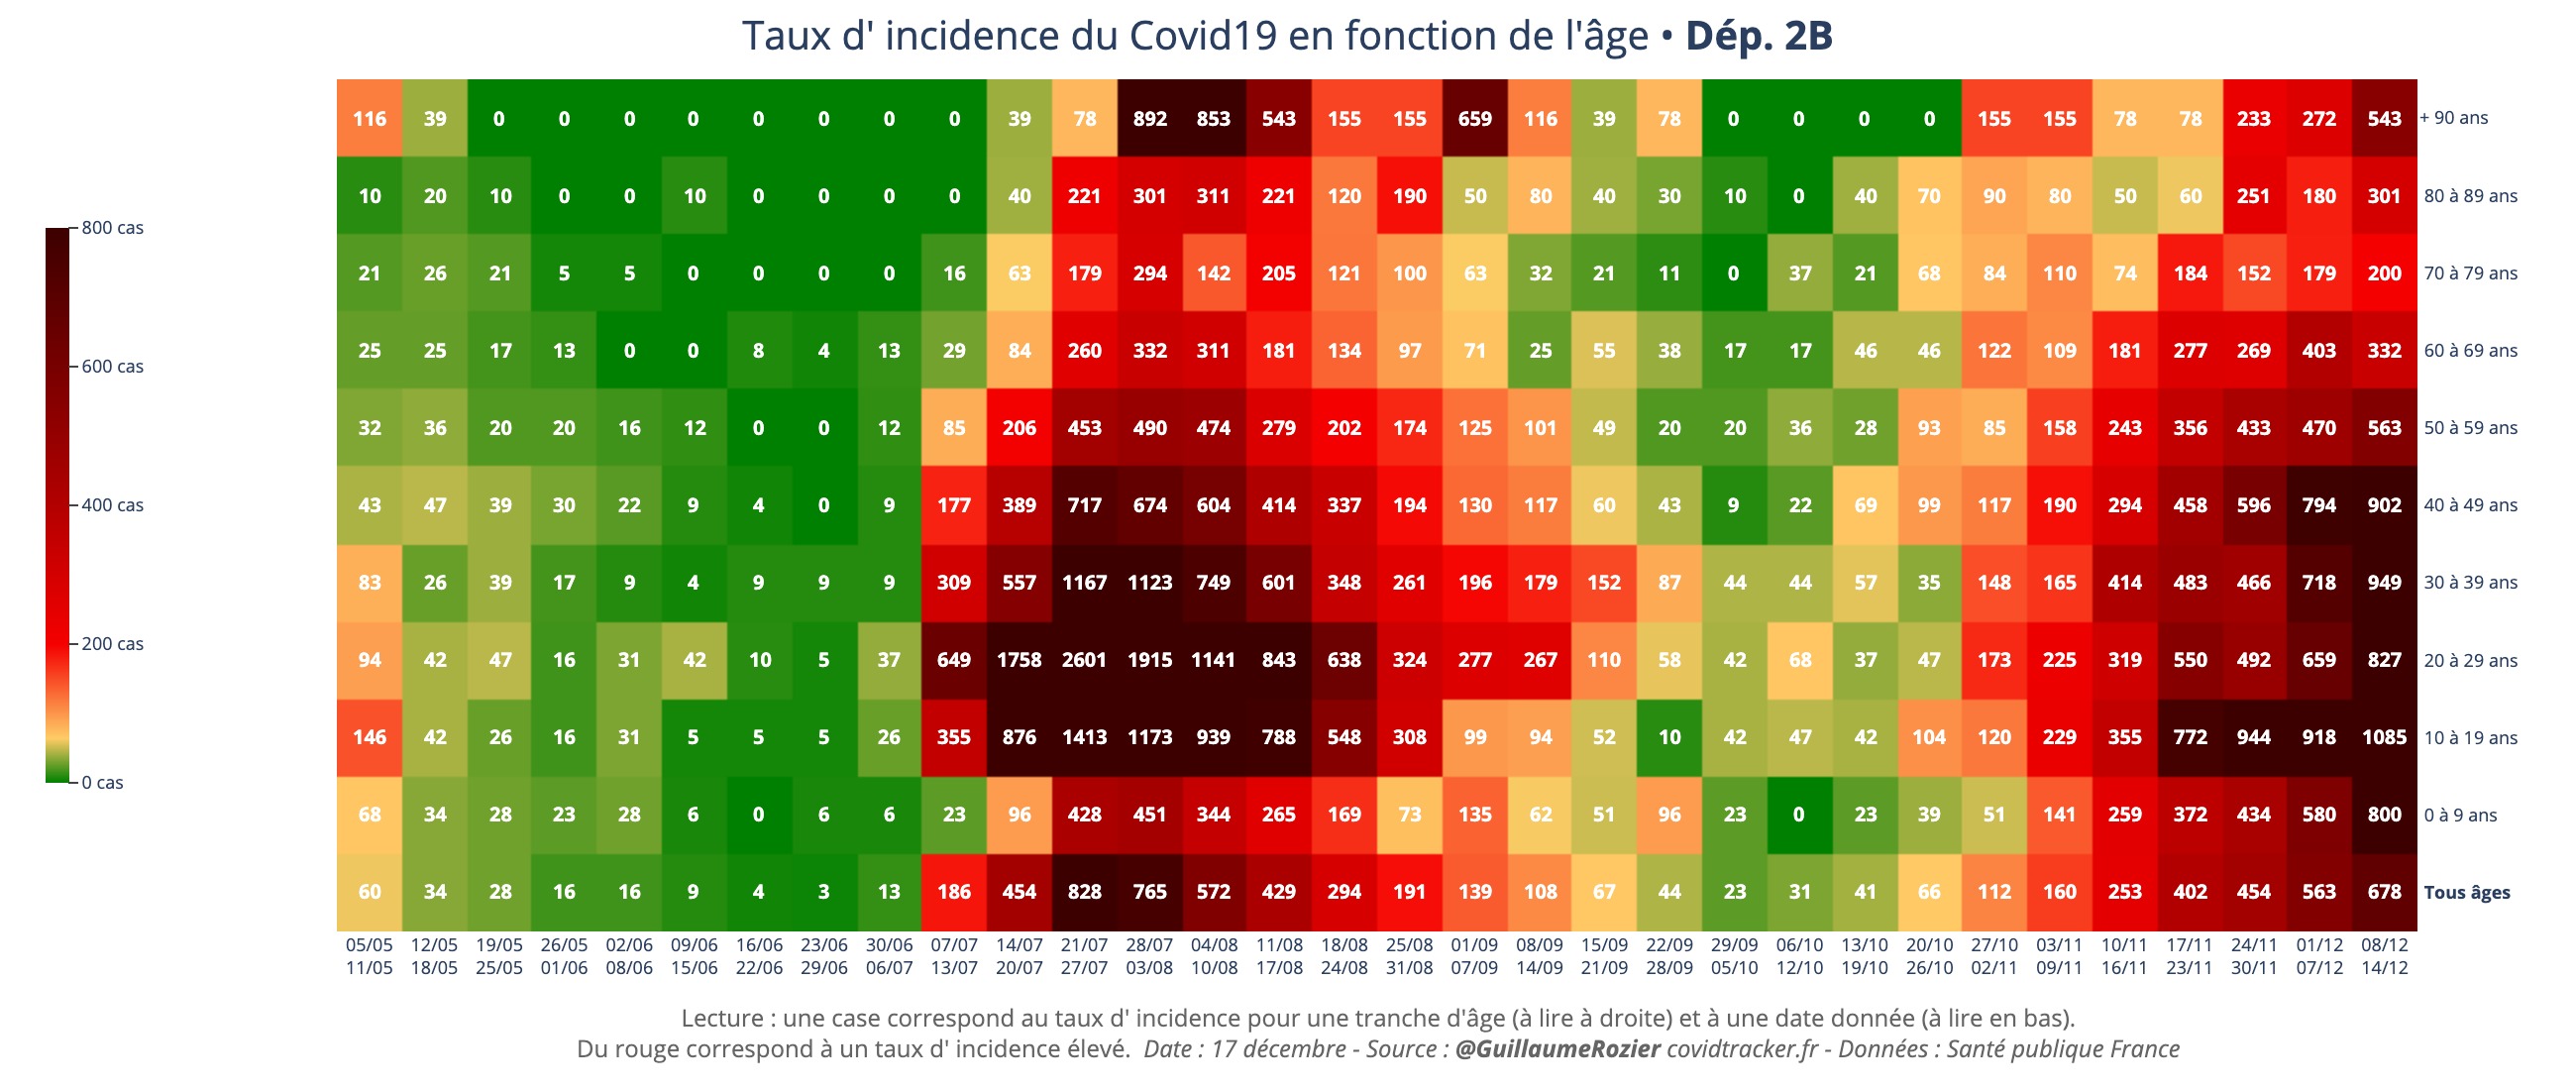 Taux d' incidence du Covid19 en fonction de l'âge • Dép. 2B
800 cas
600 cas
400 cas
200 cas
0 cas
116 39 0 0 0 0 0 0 0 0 39 78 892 853 543 155 155 659 116 39 78 0 0 0 0 155 155 78 78 233 272 543 + 90 ans
10 20 10 0 0 10 0 0 0 0 40 221 301 311 221 120 190 50 80 40 30 10 0 40 70 90 80 50 60 251 180 301 80 à 89 ans
21 26 21 5 5 0 0 0 0 16 63 179 294 142 205 121 100 63 32 21 11 0 37 21 68 84 110 74 184 152 179 200 70 à 79 ans
25 25 17 13 0 0 8 4 13 29 84 260 332 311 181 134 97 71 25 55 38 17 17 46 46 122 109 181 277 269 403 332 60 à 69 ans
32 36 20 20 16 12 0 0 12 85 206 453 490 474 279 202 174 125 101 49 20 20 36 28 93 85 158 243 356 433 470 563 50 à 59 ans
43 47 39 30 22 9 4 0 9 177 389 717 674 604 414 337 194 130 117 60 43 9 22 69 99 117 190 294 458 596 794 902 40 à 49 ans
83 26 39 17 9 4 9 9 9 309 557 1167 1123 749 601 348 261 196 179 152 87 44 44 57 35 148 165 414 483 466 718 949 30 à 39 ans
94 42 47 16 31 42 10 5 37 649 1758 2601 1915 1141 843 638 324 277 267 110 58 42 68 37 47 173 225 319 550 492 659 827 20 à 29 ans
146 42 26 16 31 5 5 5 26 355 876 1413 1173 939 788 548 308 99 94 52 10 42 47 42 104 120 229 355 772 944 918 1085 10 à 19 ans
68 34 28 23 28 6 0 6 6 23 96 428 451 344 265 169 73 135 62 51 96 23 0 23 39 51 141 259 372 434 580 800 0 à 9 ans
60 34 28 16 16 9 4 3 13 186 454 828 765 572 429 294 191 139 108 67 44 23 31 41 66 112 160 253 402 454 563 678 Tous âges
05/05 12/05 19/05 26/05 02/06 09/06 16/06 23/06 30/06 07/07 14/07 21/07 28/07 04/08 11/08 18/08 25/08 01/09 08/09 15/09 22/09 29/09 06/10 13/10 20/10 27/10 03/11 10/11 17/11 24/11 01/12 08/12
11/05 18/05 25/05 01/06 08/06 15/06 22/06 29/06 06/07 13/07 20/07 27/07 03/08 10/08 17/08 24/08 31/08 07/09 14/09 21/09 28/09 05/10 12/10 19/10 26/10 02/11 09/11 16/11 23/11 30/11 07/12 14/12
Lecture : une case correspond au taux d' incidence pour une tranche d'âge (à lire à droite) et à une date donnée (à lire en bas).
Du rouge correspond à un taux d' incidence élevé. Date : 17 décembre - Source : @GuillaumeRozier covidtracker.fr - Données : Santé publique France